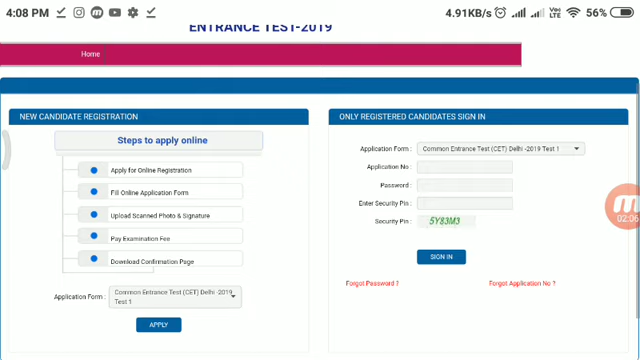 4:08 PM
4.91KB/s
Vo
LTE
56%
ENTRANCE TEST-2019
Home
NEW CANDIDATE REGISTRATION
Steps to apply online
Apply for Online Registration
Fill Online Application Form
Upload Scanned Photo & Signature
Pay Examination Fee
Download Confirmation Page
Application Form :
Common Entrance Test (CET) Delhi -2019
Test 1
APPLY
ONLY REGISTERED CANDIDATES SIGN IN
Application Form :
Common Entrance Test (CET) Delhi -2019 Test 1
Application No :
Password :
Enter Security Pin :
Security Pin :
5Y83M3
SIGN IN
Forgot Password ?
Forgot Application No ?
02:06